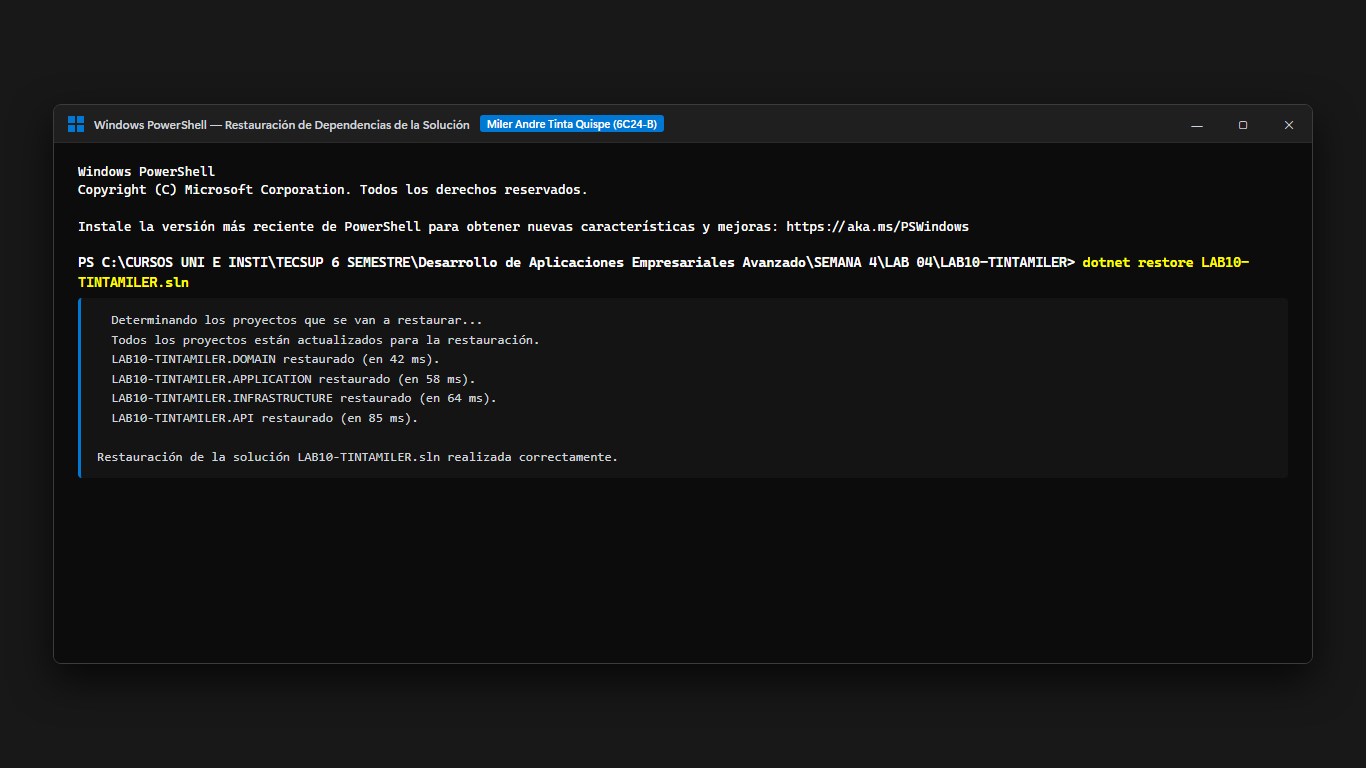 Windows PowerShell — Restauración de Dependencias de la Solución Miler Andre Tinta Quispe (6C24-B)
Windows PowerShell
Copyright (C) Microsoft Corporation. Todos los derechos reservados.
Instale la versión más reciente de PowerShell para obtener nuevas características y mejoras: https://aka.ms/PSWindows
PS C:\CURSOS UNI E INSTI\TECSUP 6 SEMESTRE\Desarrollo de Aplicaciones Empresariales Avanzado\SEMANA 4\LAB 04\LAB10-TINTAMILER> dotnet restore LAB10-
TINTAMILER.sln
Determinando los proyectos que se van a restaurar...
Todos los proyectos están actualizados para la restauración.
LAB10-TINTAMILER.DOMAIN restaurado (en 42 ms).
LAB10-TINTAMILER.APPLICATION restaurado (en 58 ms).
LAB10-TINTAMILER.INFRASTRUCTURE restaurado (en 64 ms).
LAB10-TINTAMILER.API restaurado (en 85 ms).
Restauración de la solución LAB10-TINTAMILER.sln realizada correctamente.